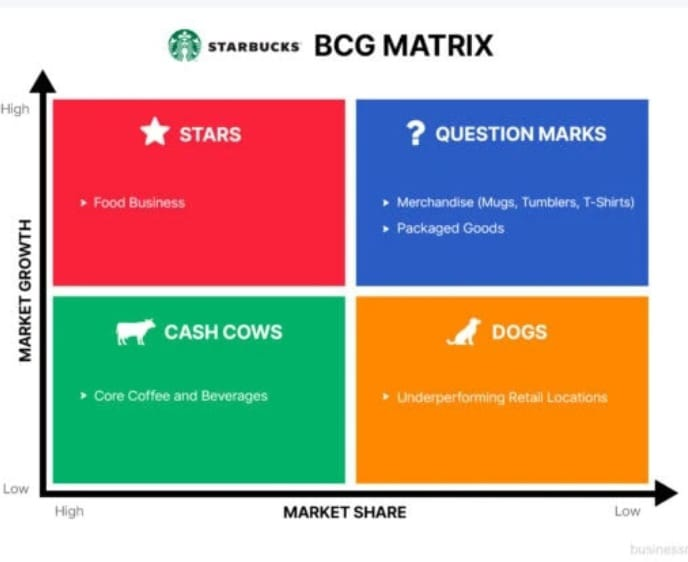 STARBUCKS BCG MATRIX
High
STARS
Food Business
? QUESTION MARKS
Merchandise (Mugs, Tumblers, T-Shirts)
Packaged Goods
MARKET GROWTH
CASH COWS
Core Coffee and Beverages
DOGS
Underperforming Retail Locations
Low
High
MARKET SHARE
Low